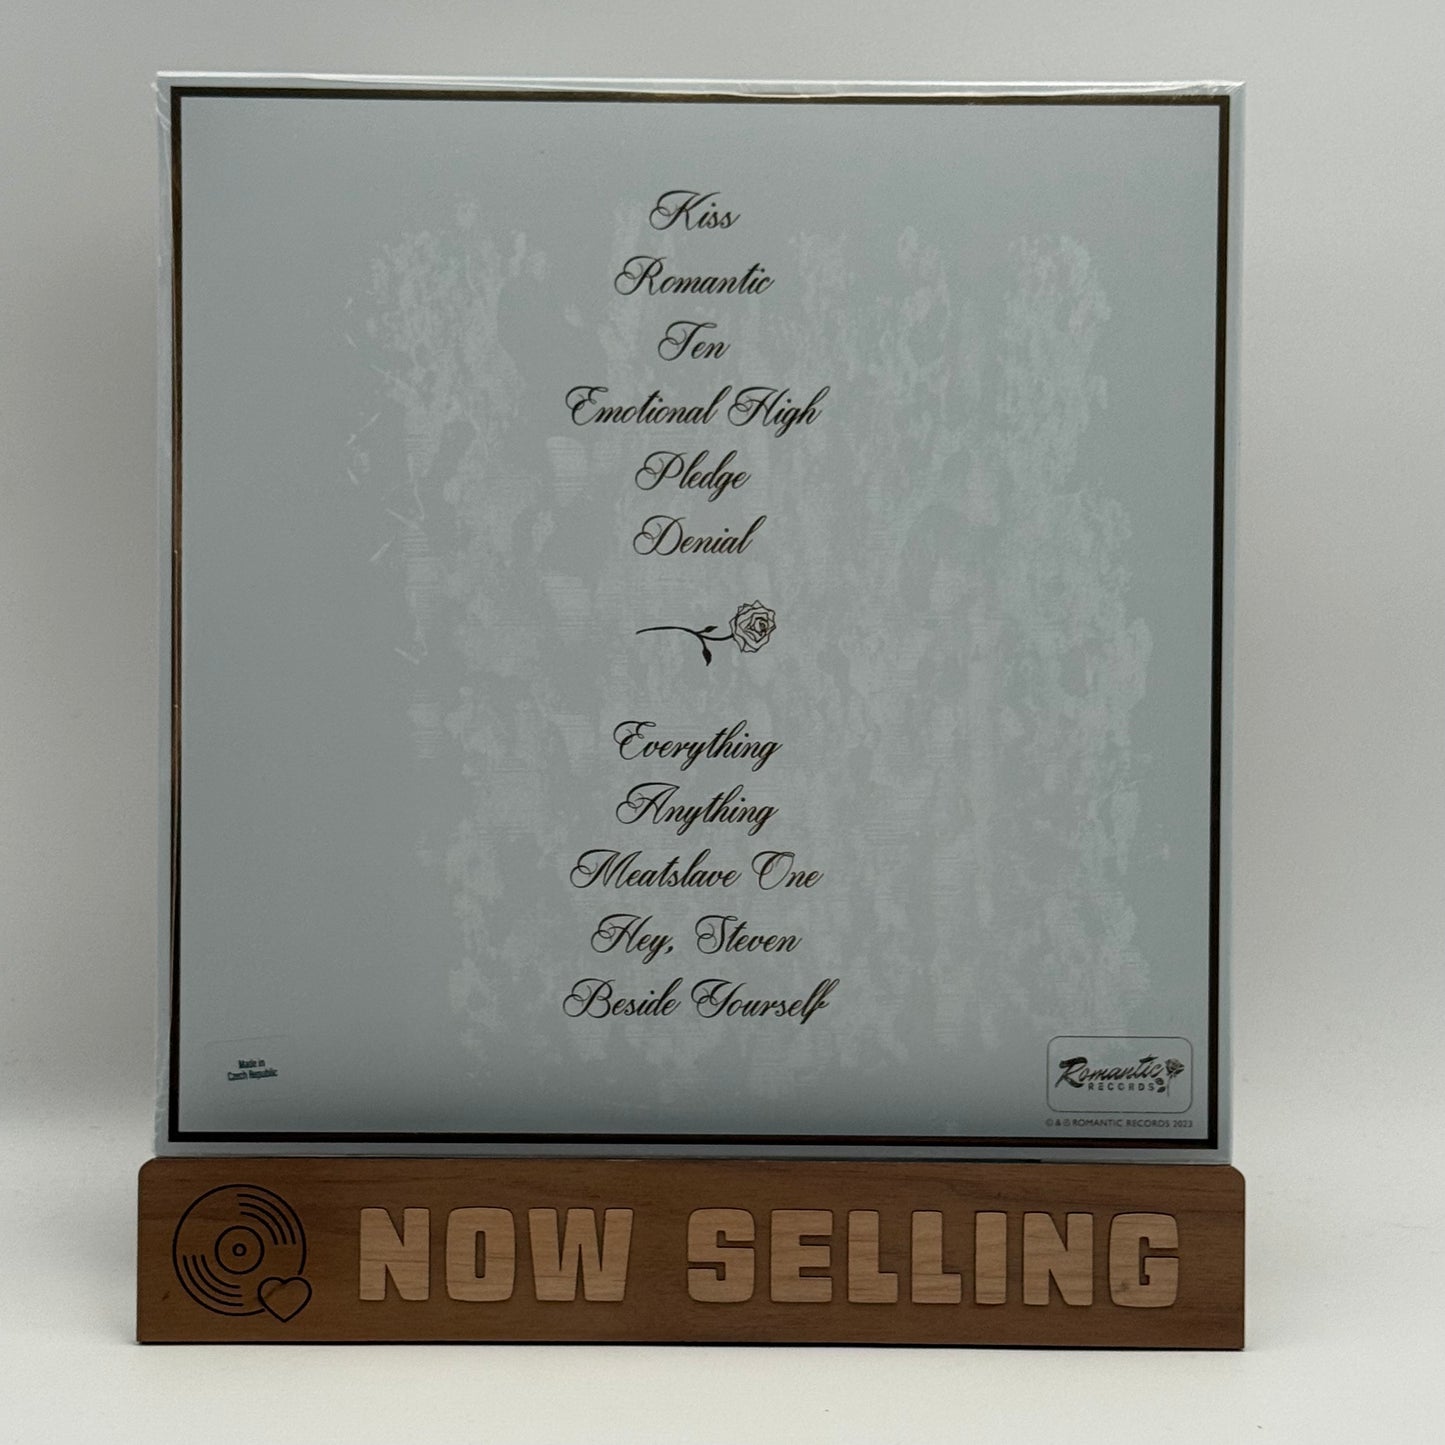 Kiss
Romantic
Ten
Emotional High
Pledge
Denial
Everything
Anything
Meatslave One
Hey, Steven
Beside Yourself
Made in
Czech Republic
Romantic
RECORDS
© & ℗ ROMANTIC RECORDS 2023
NOW SELLING